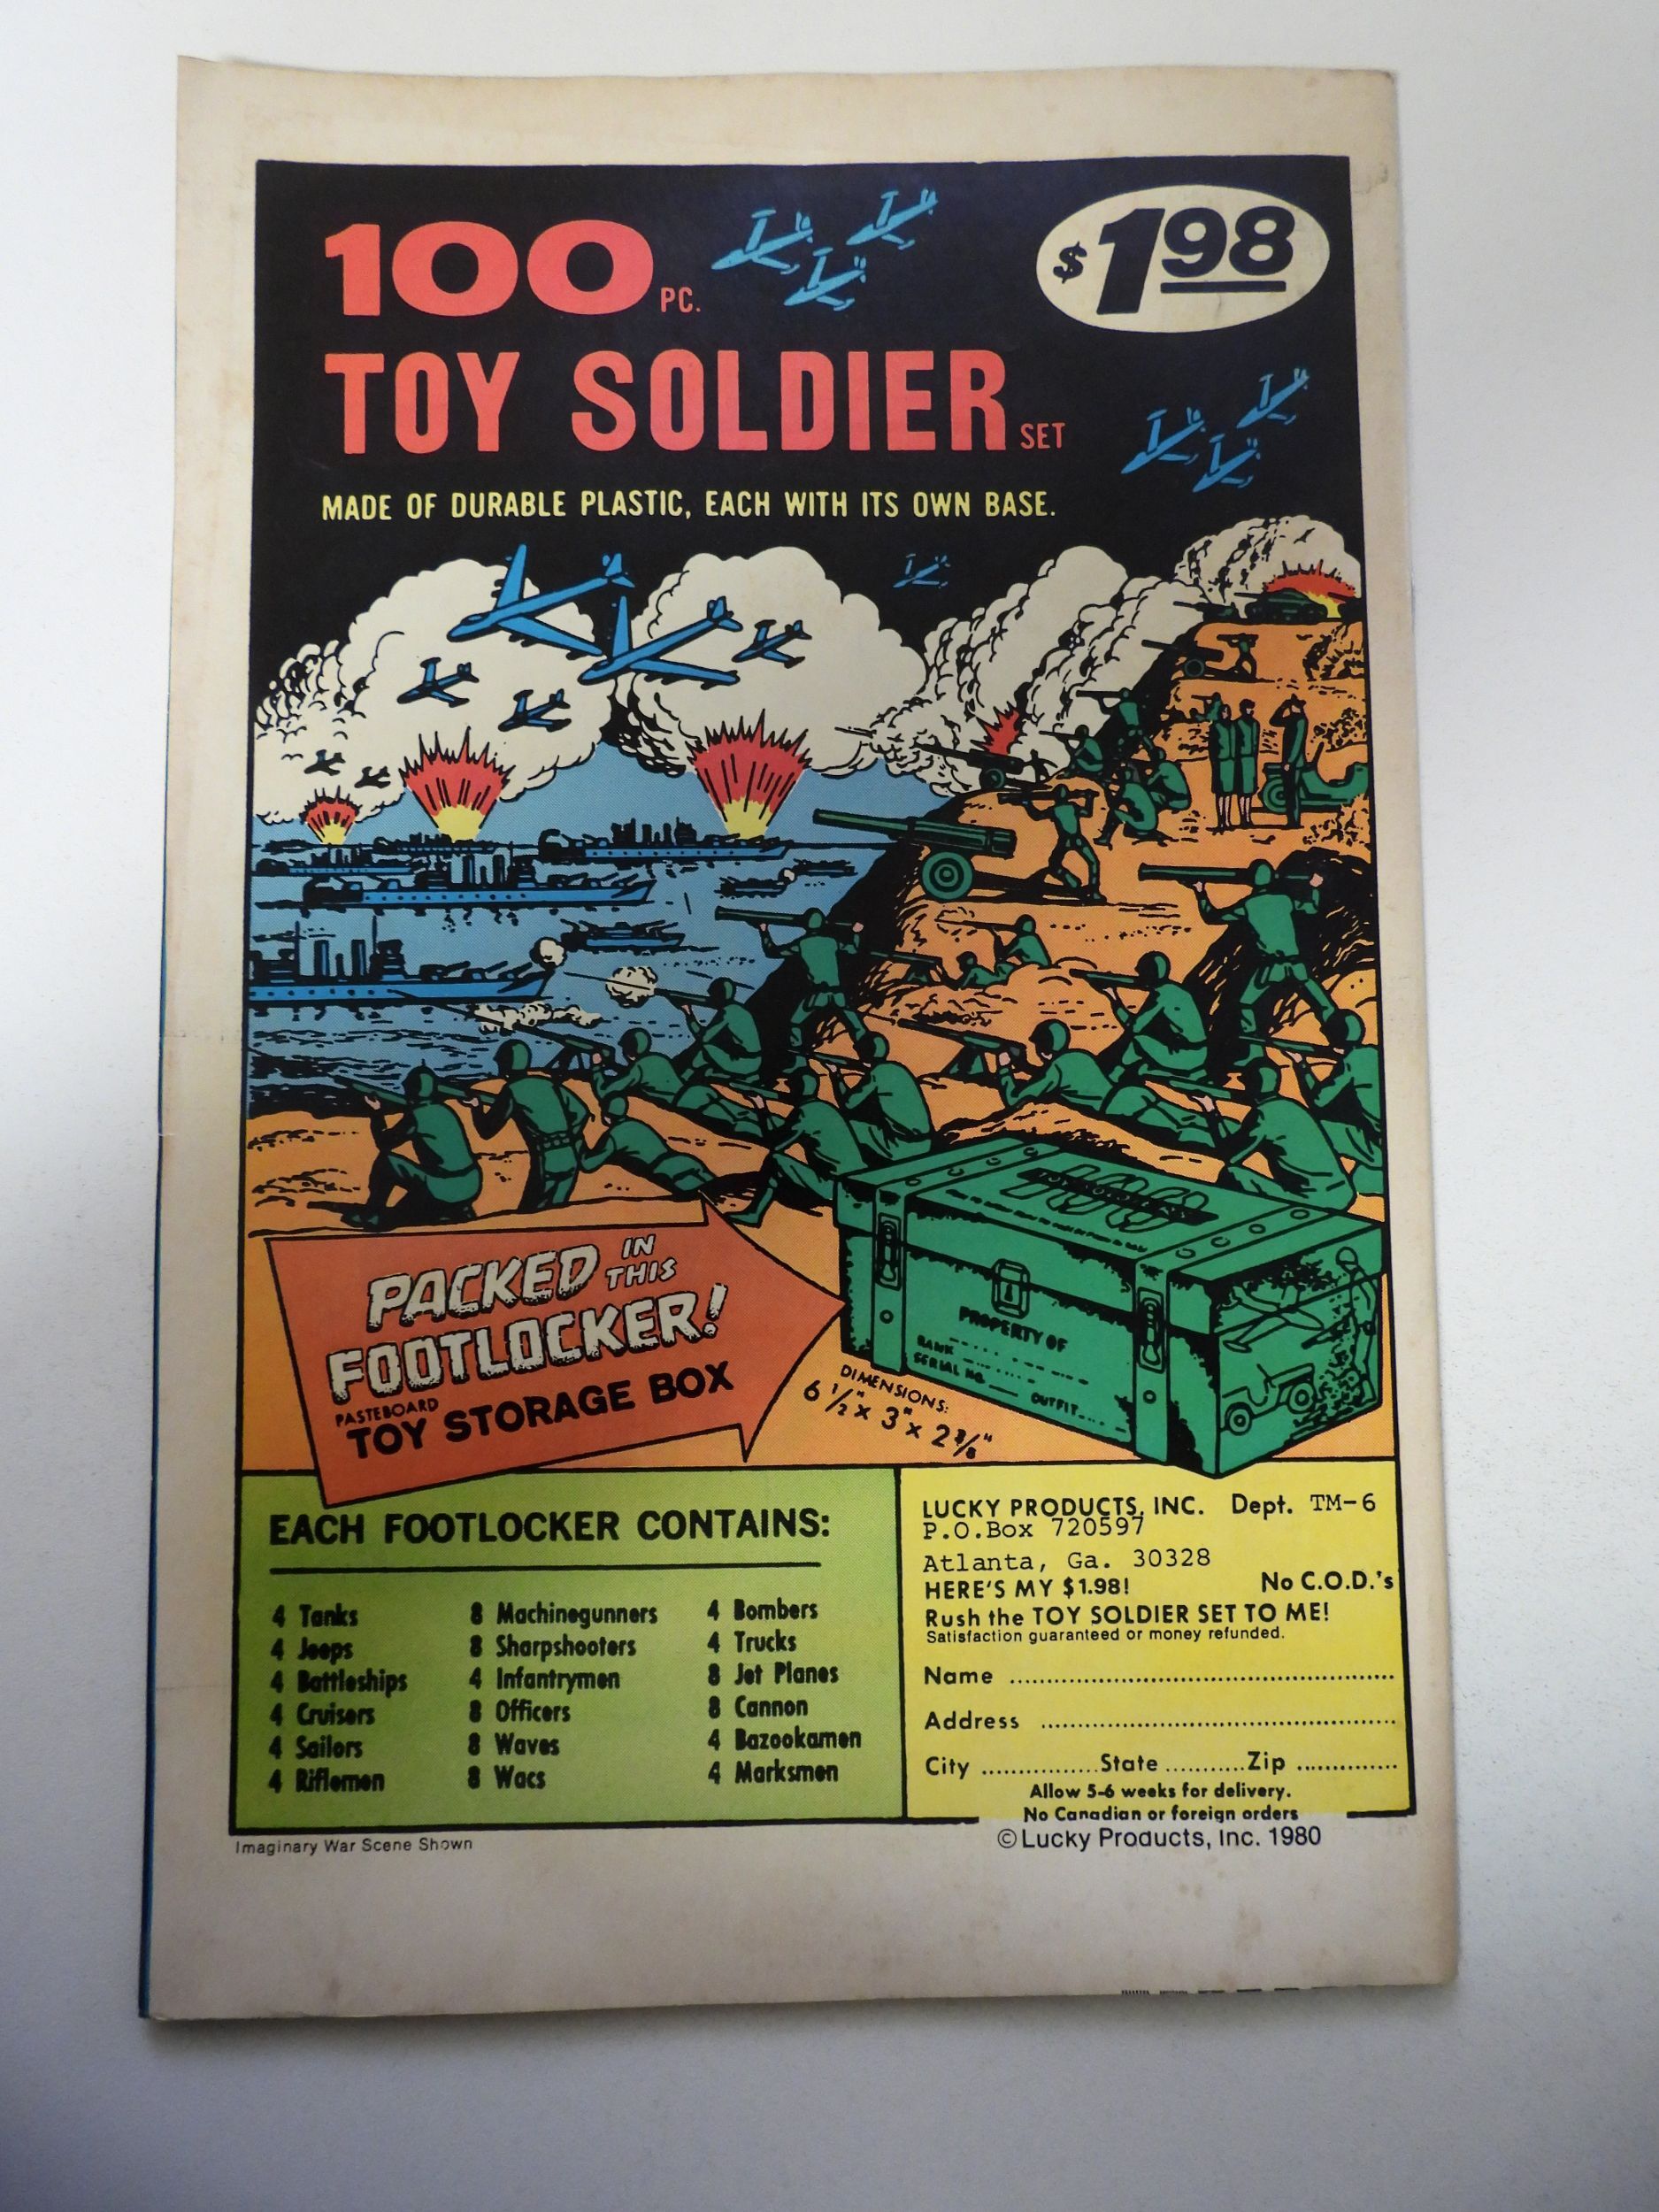 100 PC.
$198
TOY SOLDIER SET
MADE OF DURABLE PLASTIC, EACH WITH ITS OWN BASE.
PACKED IN THIS
FOOTLOCKER!
PASTEBOARD
TOY STORAGE BOX
100
PROPERTY OF
RANK
SERIAL NO.
OUTFIT....
DIMENSIONS:
6 1/2" x 3" x 2 3/8"
EACH FOOTLOCKER CONTAINS:
4 Tanks
4 Jeeps
4 Battleships
4 Cruisers
4 Sailors
4 Riflemen
8 Machinegunners
8 Sharpshooters
4 Infantrymen
8 Officers
8 Waves
8 Wacs
4 Bombers
4 Trucks
8 Jet Planes
8 Cannon
4 Bazookamen
4 Marksmen
LUCKY PRODUCTS, INC. Dept. TM-6
P.O.Box 720597
Atlanta, Ga. 30328
HERE'S MY $1.98! No C.O.D.'s
Rush the TOY SOLDIER SET TO ME!
Satisfaction guaranteed or money refunded.
Name
Address
City ............... State ........... Zip ..............
Allow 5-6 weeks for delivery.
No Canadian or foreign orders
Imaginary War Scene Shown
©Lucky Products, Inc. 1980